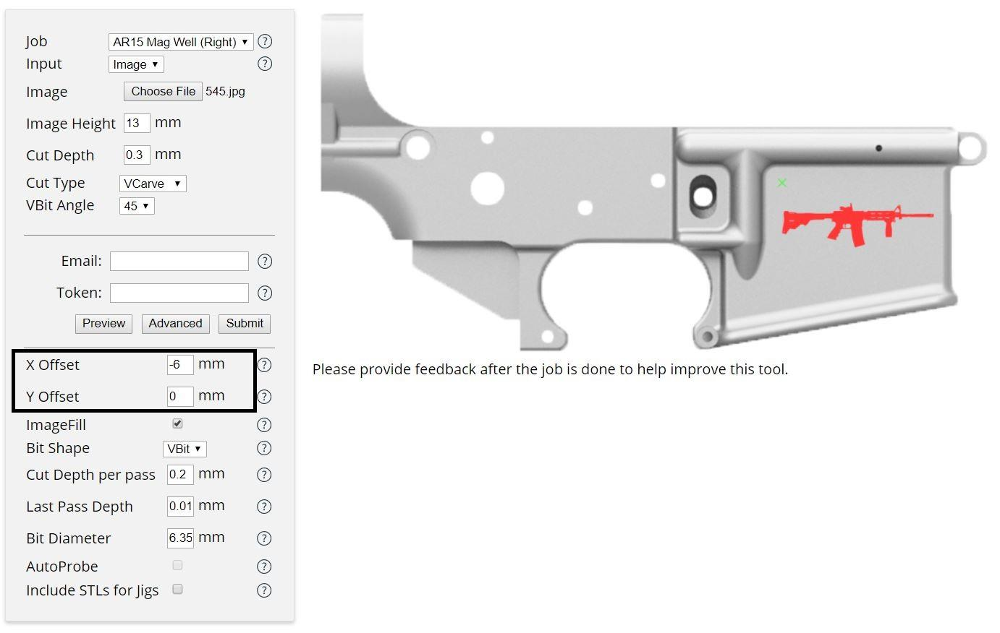 Job AR15 Mag Well (Right) ▼ ?
Input Image ▼ ?
Image Choose File 545.jpg
Image Height 13 mm
Cut Depth 0.3 mm
Cut Type VCarve ▼
VBit Angle 45 ▼
Email: ?
Token: ?
Preview Advanced Submit
X Offset -6 mm ?
Y Offset 0 mm ?
ImageFill ?
Bit Shape VBit ▼ ?
Cut Depth per pass 0.2 mm ?
Last Pass Depth 0.01 mm ?
Bit Diameter 6.35 mm ?
AutoProbe ?
Include STLs for Jigs ?
Please provide feedback after the job is done to help improve this tool.